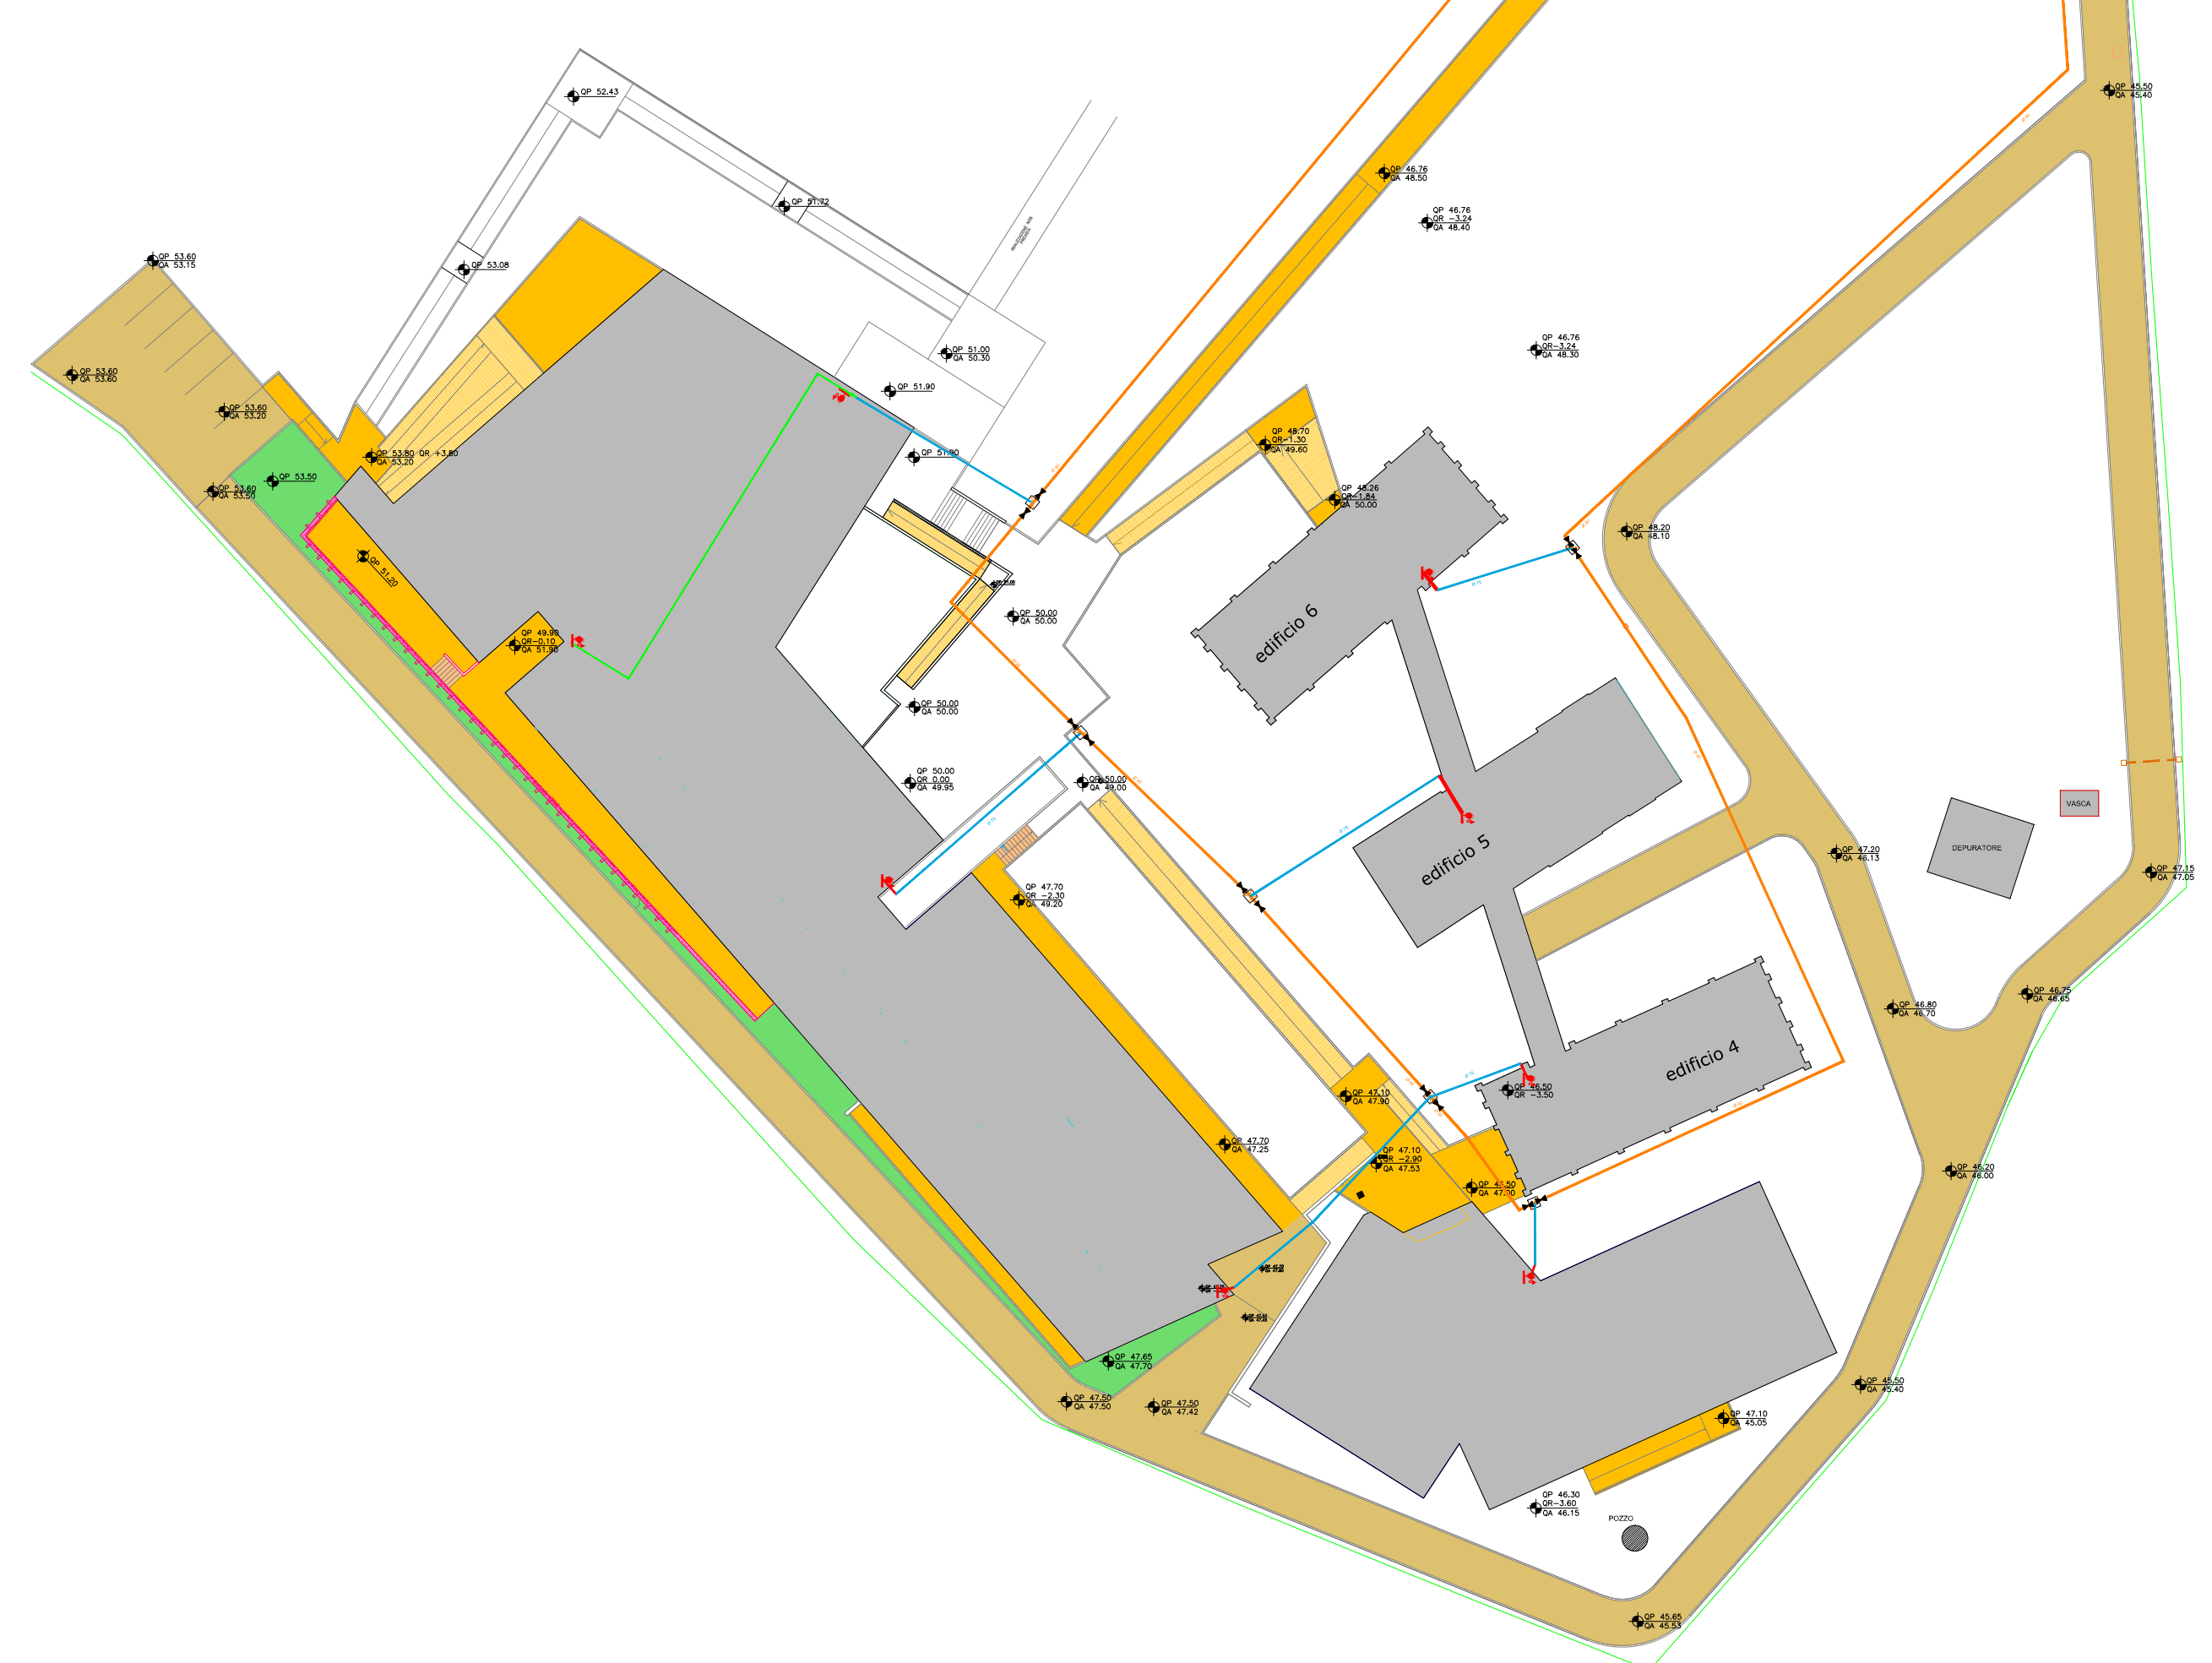 QP 52.43
QP 45.50
QA 45.40
QP 46.76
QA 48.50
QP 51.72
QP 46.76
QR -3.24
QA 48.40
QP 53.60
QA 53.15
QP 53.08
QP 46.76
QR-3.24
QA 48.30
QP 51.00
QA 50.30
QP 53.60
QA 53.60
QP 51.90
QP 53.60
QA 53.20
QP 48.70
QR-1.30
QA 49.60
QP 53.80 QR +3.80
QA 53.20
QP 51.90
QP 53.50
QP 53.60
QA 53.50
QP 48.26
QR-1.84
QA 50.00
QP 48.20
QA 48.10
QP 51.20
QP 50.00
QA 50.00
edificio 6
QP 49.90
QR-0.10
QA 51.90
QP 50.00
QA 50.00
QP 50.00
QR 0.00
QA 49.95
QP 50.00
QA 49.00
VASCA
DEPURATORE
edificio 5
QP 47.20
QA 46.13
QP 47.15
QA 47.05
QP 47.70
QR -2.30
QA 49.20
QP 46.75
QA 46.65
QP 46.80
QA 46.70
edificio 4
QP 47.10
QA 47.90
QP 46.50
QR -3.50
QP 47.70
QA 47.25
QP 47.10
QR -2.90
QA 47.53
QP 46.20
QA 46.00
QP 47.65
QA 47.70
QP 47.50
QA 47.50
QP 47.50
QA 47.42
QP 45.50
QA 45.40
QP 47.10
QA 45.05
QP 46.30
QR-3.60
QA 46.15
POZZO
QP 45.65
QA 45.53